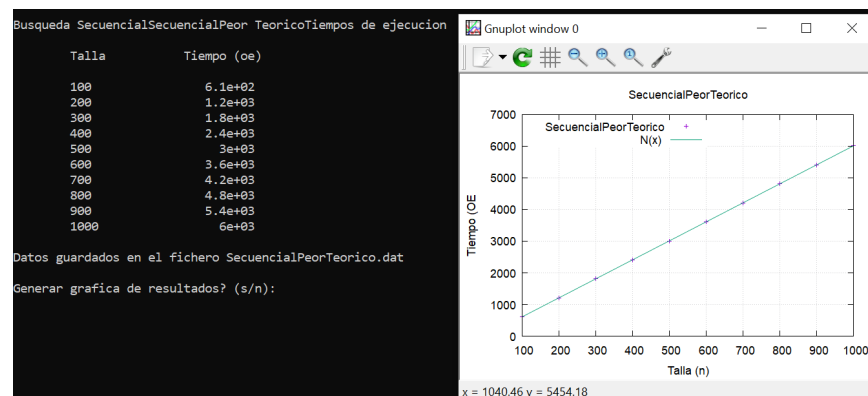 Busqueda SecuencialSecuencialPeor TeoricoTiempos de ejecucion
Talla Tiempo (oe)
100 6.1e+02
200 1.2e+03
300 1.8e+03
400 2.4e+03
500 3e+03
600 3.6e+03
700 4.2e+03
800 4.8e+03
900 5.4e+03
1000 6e+03
Datos guardados en el fichero SecuencialPeorTeorico.dat
Generar grafica de resultados? (s/n):
Gnuplot window 0
SecuencialPeorTeorico
SecuencialPeorTeorico
N(x)
7000
6000
5000
4000
3000
2000
1000
0
Tiempo (OE
100 200 300 400 500 600 700 800 900 1000
Talla (n)
x = 1040.46 y = 5454.18